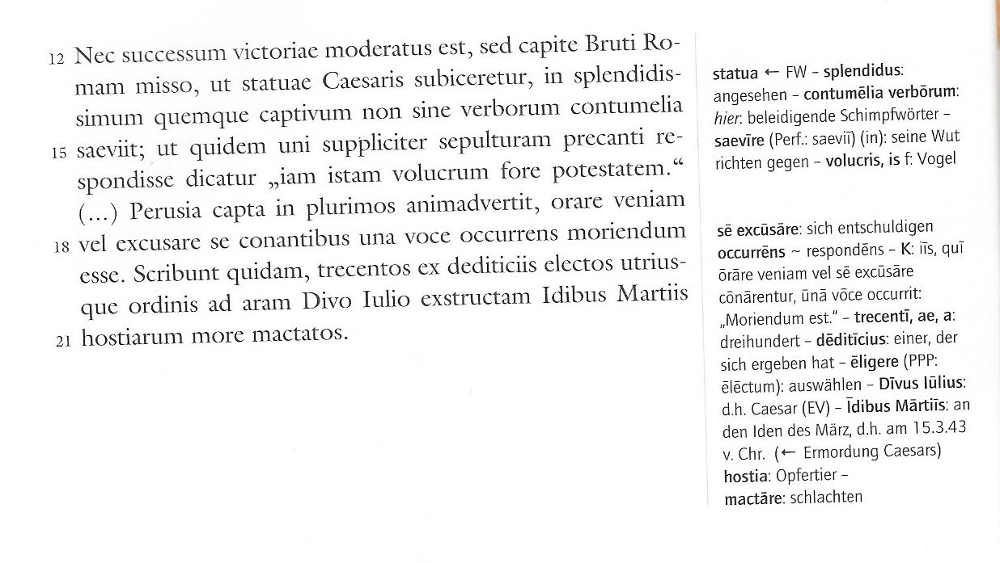 12 Nec successum victoriae moderatus est, sed capite Bruti Ro-
mam misso, ut statuae Caesaris subiceretur, in splendidis-
simum quemque captivum non sine verborum contumelia
15 saeviit; ut quidem uni suppliciter sepulturam precanti re-
spondisse dicatur „iam istam volucrum fore potestatem.“
(...) Perusia capta in plurimos animadvertit, orare veniam
18 vel excusare se conantibus una voce occurrens moriendum
esse. Scribunt quidam, trecentos ex dediticiis electos utrius-
que ordinis ad aram Divo Iulio exstructam Idibus Martiis
21 hostiarum more mactatos.
statua ← FW – splendidus:
angesehen – contumēlia verbōrum:
hier: beleidigende Schimpfwörter –
saevīre (Perf.: saeviī) (in): seine Wut
richten gegen – volucris, is f: Vogel
sē excūsāre: sich entschuldigen
occurrēns ~ respondēns – K: iīs, quī
ōrāre veniam vel sē excūsāre
cōnārentur, ūnā vōce occurrit:
„Moriendum est.“ – trecentī, ae, a:
dreihundert – dēditīcius: einer, der
sich ergeben hat – ēligere (PPP:
ēlēctum): auswählen – Dīvus Iūlius:
d.h. Caesar (EV) – Īdibus Mārtiīs: an
den Iden des März, d.h. am 15.3.43
v. Chr. (← Ermordung Caesars)
hostia: Opfertier –
mactāre: schlachten